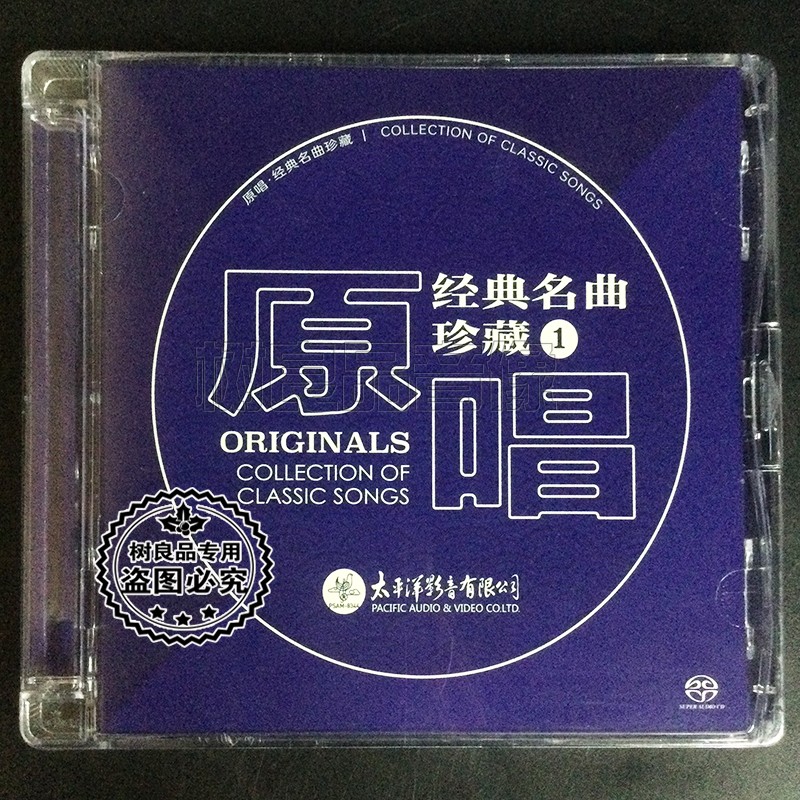 原唱·经典名曲珍藏 | COLLECTION OF CLASSIC SONGS
原唱
经典名曲
珍藏1
ORIGINALS
COLLECTION OF
CLASSIC SONGS
树良品专用
盗图必究
PSAM-8344
太平洋影音有限公司
PACIFIC AUDIO & VIDEO CO.LTD.
SUPER AUDIO CD